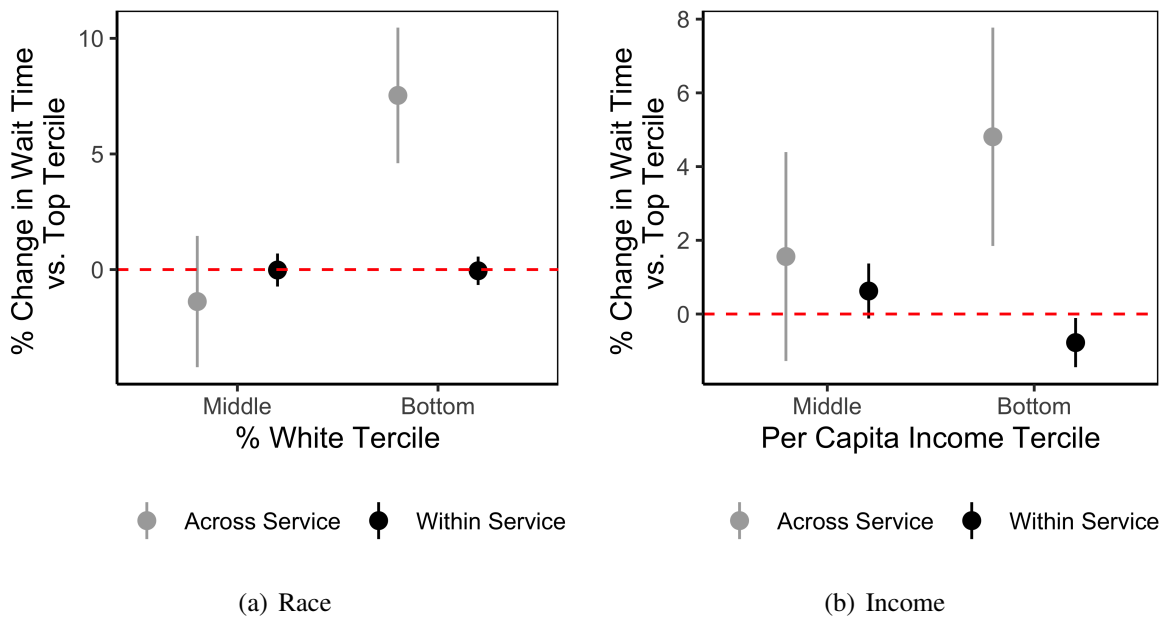 % Change in Wait Time
vs. Top Tercile
10
5
0
Middle
Bottom
% White Tercile
Across Service
Within Service
(a) Race
% Change in Wait Time
vs. Top Tercile
8
6
4
2
0
Middle
Bottom
Per Capita Income Tercile
Across Service
Within Service
(b) Income